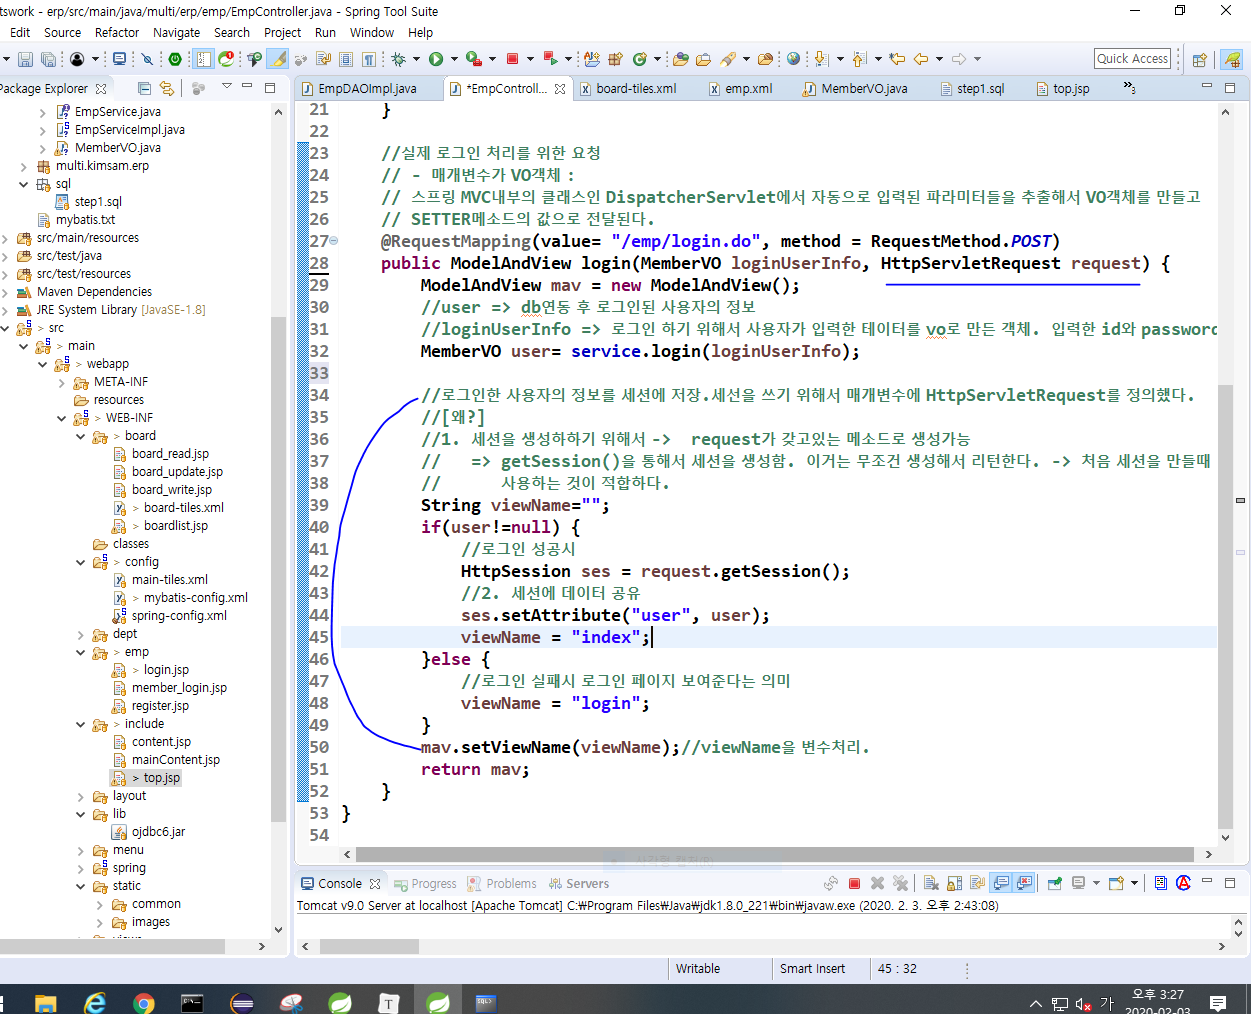 tswork - erp/src/main/java/multi/erp/emp/EmpController.java - Spring Tool Suite
Edit Source Refactor Navigate Search Project Run Window Help
Quick Access
Package Explorer
EmpDAOImpl.java *EmpControll... board-tiles.xml emp.xml MemberVO.java step1.sql top.jsp »3
EmpService.java
EmpServiceImpl.java
MemberVO.java
multi.kimsam.erp
sql
step1.sql
mybatis.txt
src/main/resources
src/test/java
src/test/resources
Maven Dependencies
JRE System Library [JavaSE-1.8]
> src
> main
> webapp
META-INF
resources
> WEB-INF
> board
board_read.jsp
board_update.jsp
board_write.jsp
> board-tiles.xml
> boardlist.jsp
classes
> config
main-tiles.xml
> mybatis-config.xml
spring-config.xml
dept
> emp
> login.jsp
member_login.jsp
register.jsp
> include
content.jsp
mainContent.jsp
> top.jsp
layout
lib
ojdbc6.jar
menu
spring
static
common
images
21 }
22
23 //실제 로그인 처리를 위한 요청
24 // - 매개변수가 VO객체 :
25 // 스프링 MVC내부의 클래스인 DispatcherServlet에서 자동으로 입력된 파라미터들을 추출해서 VO객체를 만들고
26 // SETTER메소드의 값으로 전달된다.
27 @RequestMapping(value= "/emp/login.do", method = RequestMethod.POST)
28 public ModelAndView login(MemberVO loginUserInfo, HttpServletRequest request) {
29 ModelAndView mav = new ModelAndView();
30 //user => db연동 후 로그인된 사용자의 정보
31 //loginUserInfo => 로그인 하기 위해서 사용자가 입력한 테이터를 vo로 만든 객체. 입력한 id와 password
32 MemberVO user= service.login(loginUserInfo);
33
34 //로그인한 사용자의 정보를 세션에 저장.세선을 쓰기 위해서 매개변수에 HttpServletRequest를 정의했다.
35 //[왜?]
36 //1. 세션을 생성하하기 위해서 -> request가 갖고있는 메소드로 생성가능
37 // => getSession()을 통해서 세션을 생성함. 이거는 무조건 생성해서 리턴한다. -> 처음 세션을 만들때
38 // 사용하는 것이 적합하다.
39 String viewName="";
40 if(user!=null) {
41 //로그인 성공시
42 HttpSession ses = request.getSession();
43 //2. 세션에 데이터 공유
44 ses.setAttribute("user", user);
45 viewName = "index";
46 }else {
47 //로그인 실패시 로그인 페이지 보여준다는 의미
48 viewName = "login";
49 }
50 mav.setViewName(viewName);//viewName을 변수처리.
51 return mav;
52 }
53 }
54
Console Progress Problems Servers
Tomcat v9.0 Server at localhost [Apache Tomcat] C:₩Program Files₩Java₩jdk1.8.0_221₩bin₩javaw.exe (2020. 2. 3. 오후 2:43:08)
Writable Smart Insert 45 : 32
가 오후 3:27
2020-02-03